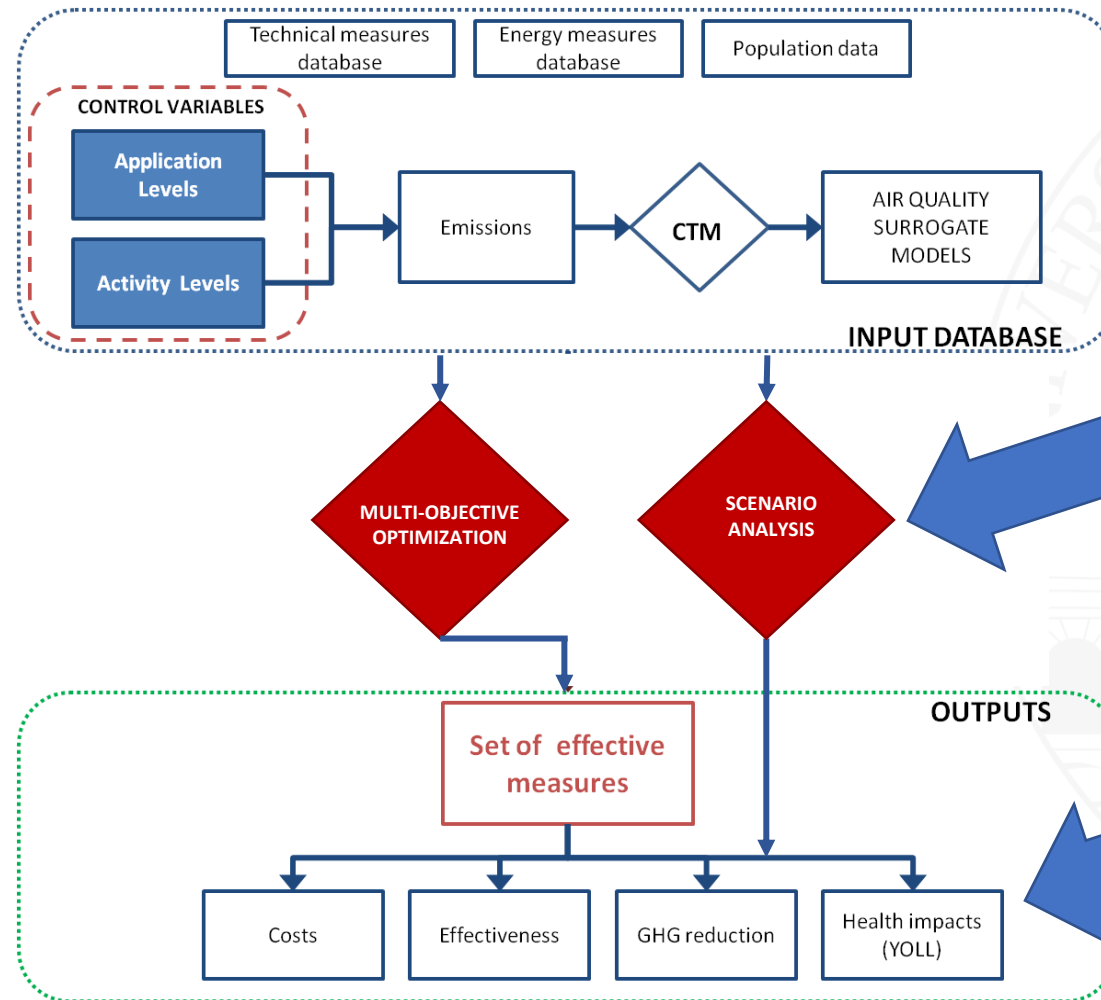 Technical measures
database
Energy measures
database
Population data
CONTROL VARIABLES
Application
Levels
Activity Levels
Emissions
CTM
AIR QUALITY
SURROGATE
MODELS
INPUT DATABASE
MULTI-OBJECTIVE
OPTIMIZATION
SCENARIO
ANALYSIS
OUTPUTS
Set of effective
measures
Costs
Effectiveness
GHG reduction
Health impacts
(YOLL)